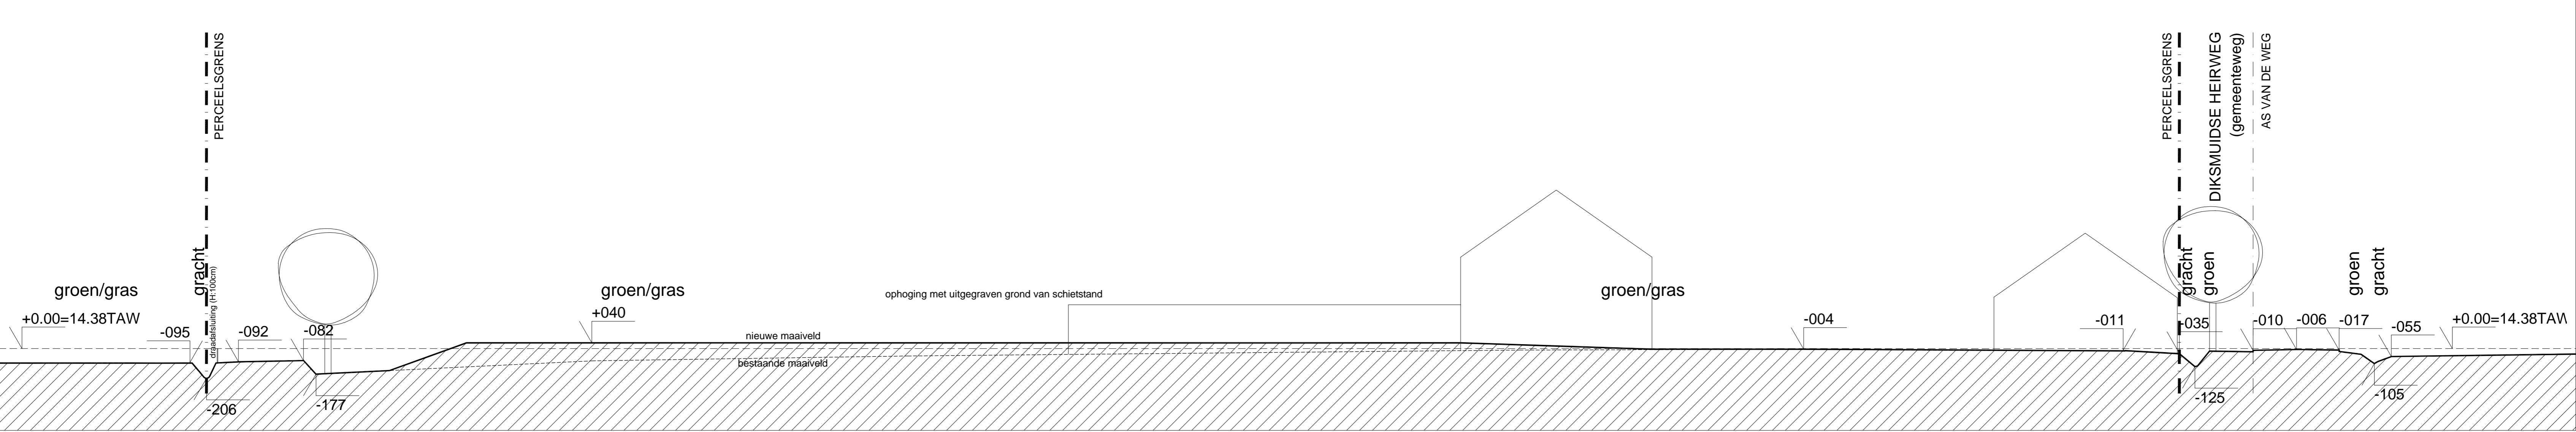 PERCEELSGRENS
gracht
draadafsluiting (H:100cm)
groen/gras
+0.00=14.38TAW
-095
-092
-082
-206
-177
groen/gras
+040
nieuwe maaiveld
bestaande maaiveld
ophoging met uitgegraven grond van schietstand
groen/gras
-004
-011
PERCEELSGRENS
DIKSMUIDSE HEIRWEG
(gemeenteweg)
AS VAN DE WEG
gracht
groen
-035
-125
-010
-006
-017
groen
gracht
-055
-105
+0.00=14.38TAW